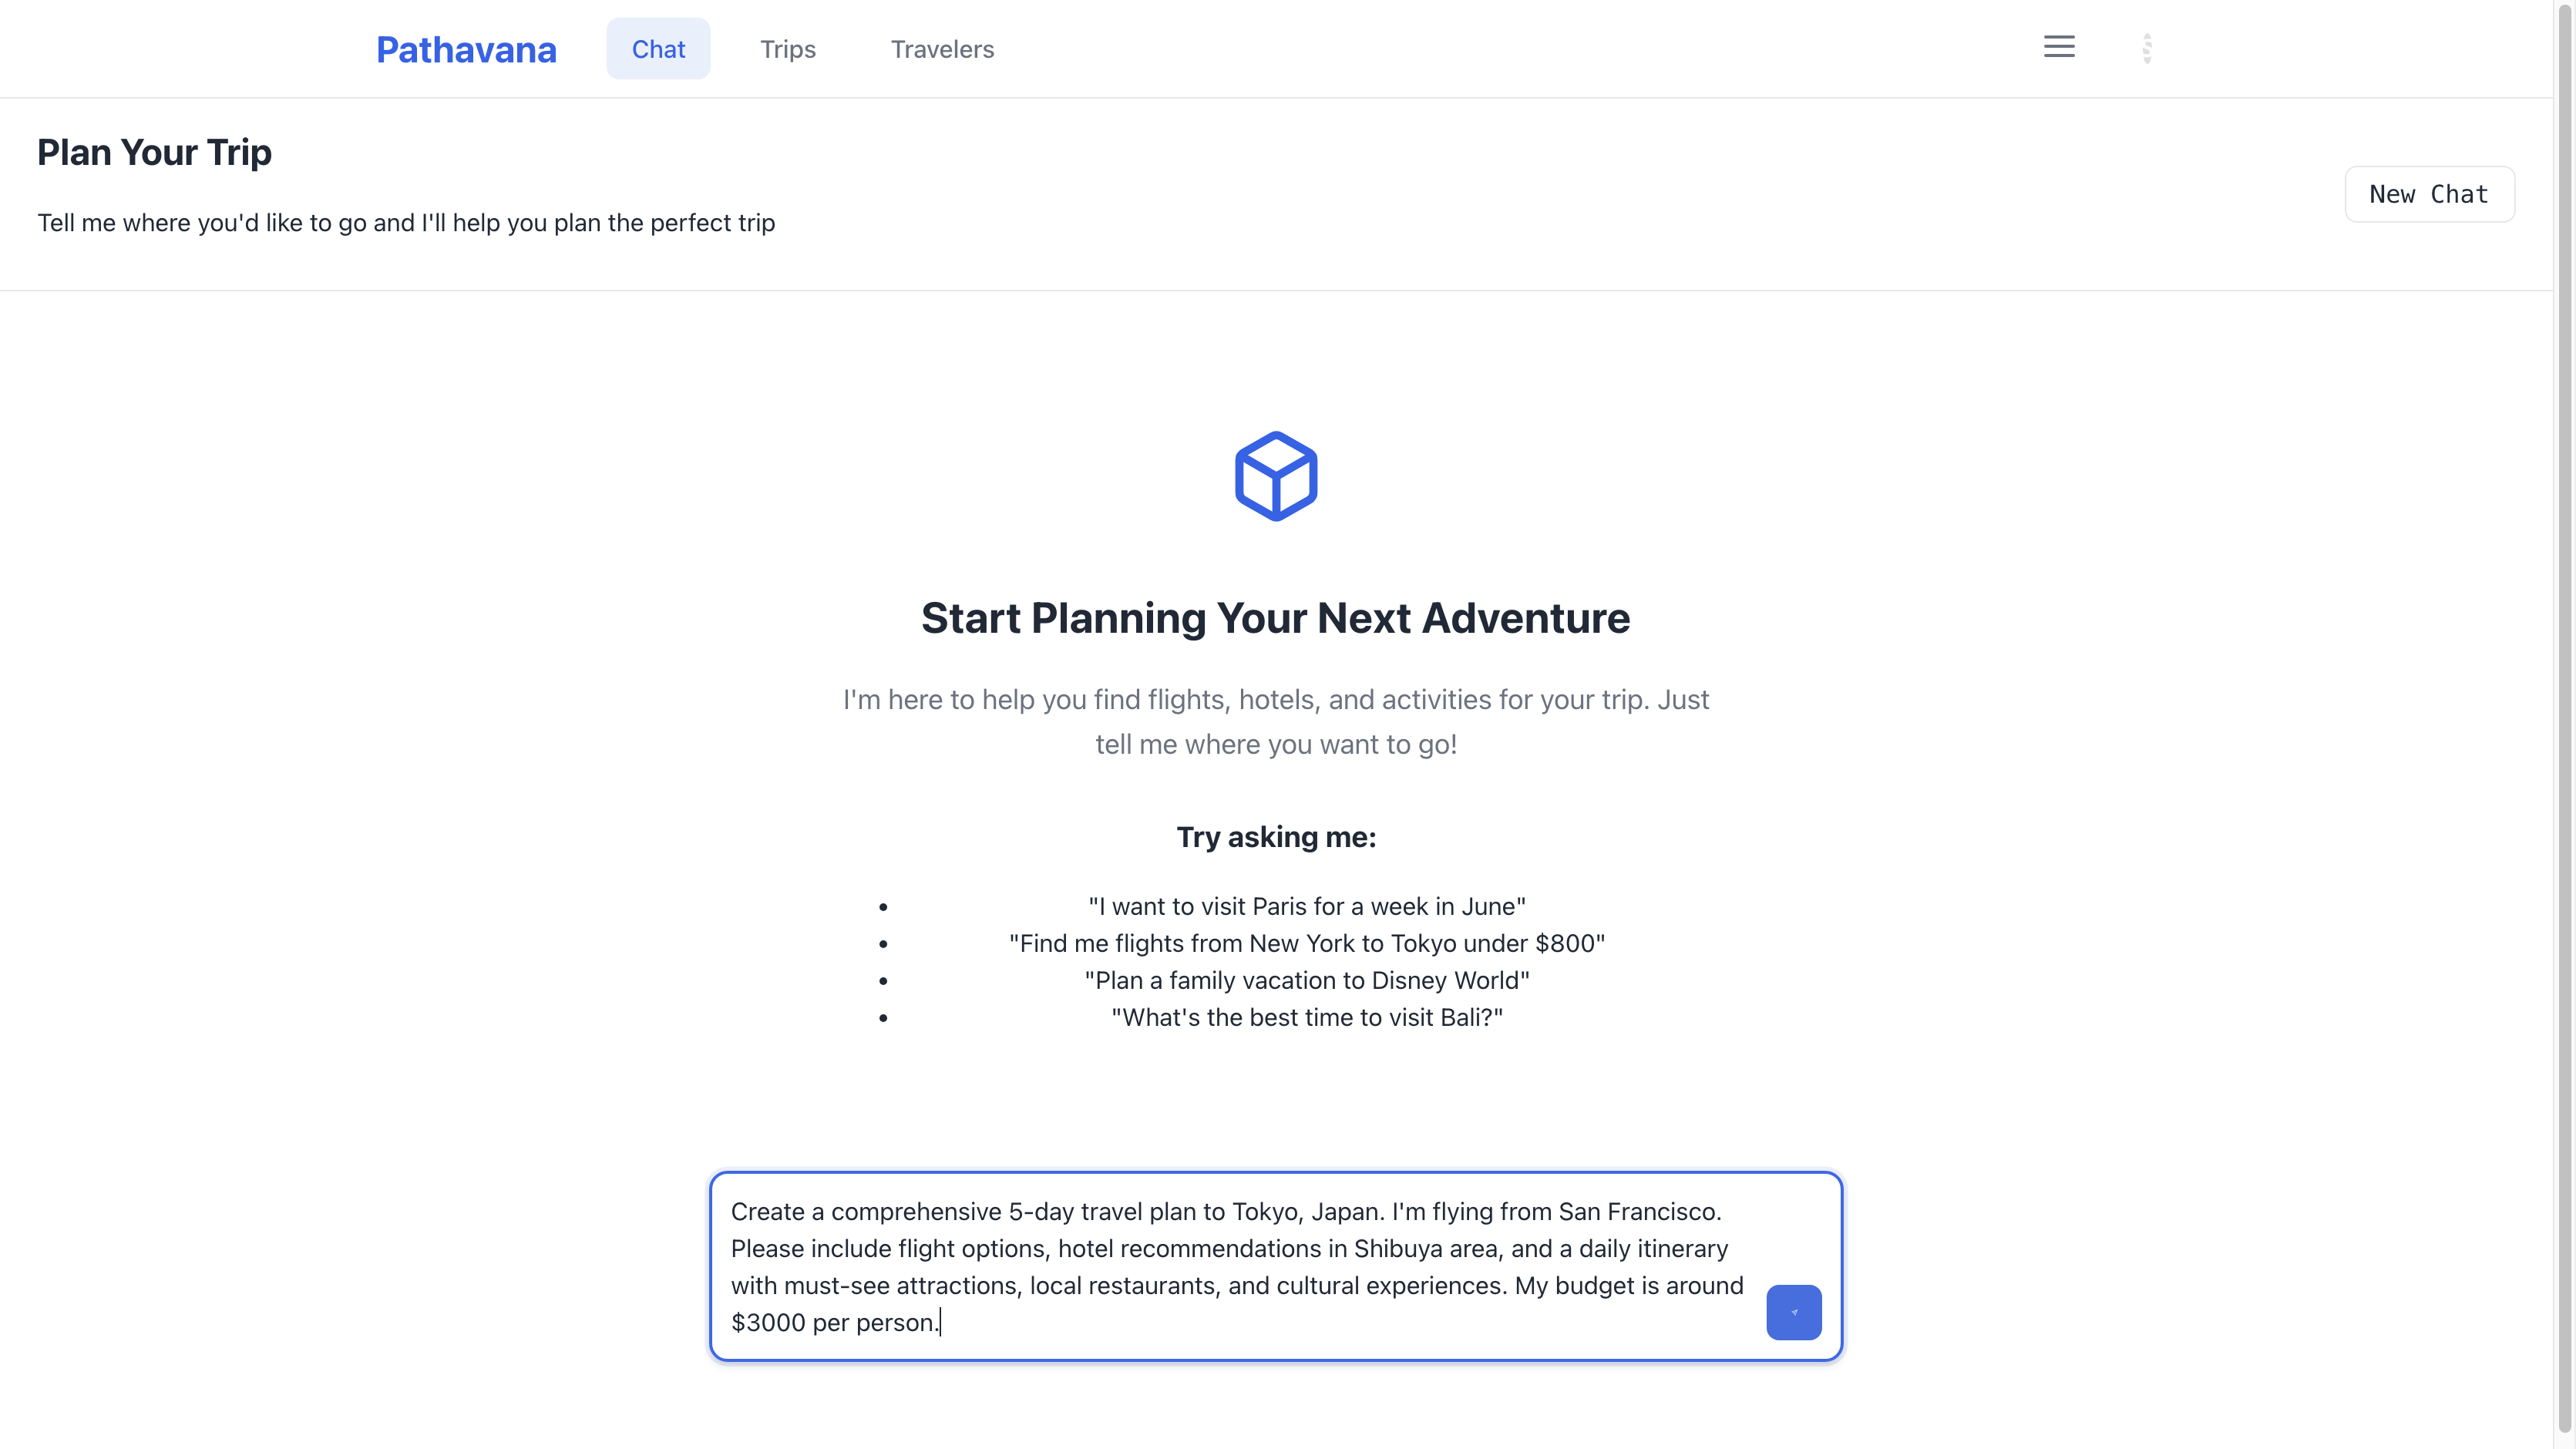 Pathavana
Chat
Trips
Travelers
Plan Your Trip
Tell me where you'd like to go and I'll help you plan the perfect trip
New Chat
Start Planning Your Next Adventure
I'm here to help you find flights, hotels, and activities for your trip. Just
tell me where you want to go!
Try asking me:
• "I want to visit Paris for a week in June"
• "Find me flights from New York to Tokyo under $800"
• "Plan a family vacation to Disney World"
• "What's the best time to visit Bali?"
Create a comprehensive 5-day travel plan to Tokyo, Japan. I'm flying from San Francisco.
Please include flight options, hotel recommendations in Shibuya area, and a daily itinerary
with must-see attractions, local restaurants, and cultural experiences. My budget is around
$3000 per person.